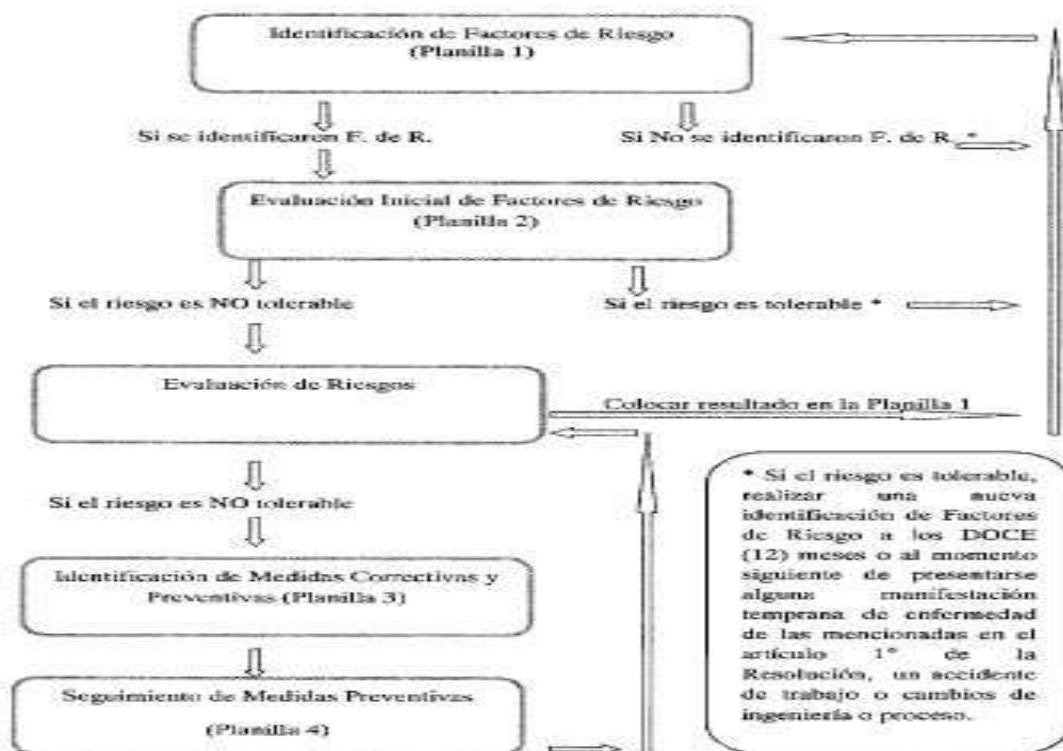 Identificación de Factores de Riesgo
(Planilla 1)
Si se identificaron F. de R.
Si No se identificaron F. de R. *
Evaluación Inicial de Factores de Riesgo
(Planilla 2)
Si el riesgo es NO tolerable
Si el riesgo es tolerable *
Evaluación de Riesgos
Colocar resultado en la Planilla 1
Si el riesgo es NO tolerable
Identificación de Medidas Correctivas y
Preventivas (Planilla 3)
Seguimiento de Medidas Preventivas
(Planilla 4)
* Si el riesgo es tolerable,
realizar una nueva
identificación de Factores
de Riesgo a los DOCE
(12) meses o al momento
siguiente de presentarse
alguna manifestación
temprana de enfermedad
de las mencionadas en el
artículo 1° de la
Resolución, un accidente
de trabajo o cambios de
ingeniería o proceso.